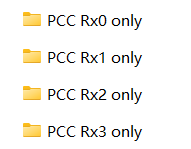 PCC Rx0 only
PCC Rx1 only
PCC Rx2 only
PCC Rx3 only